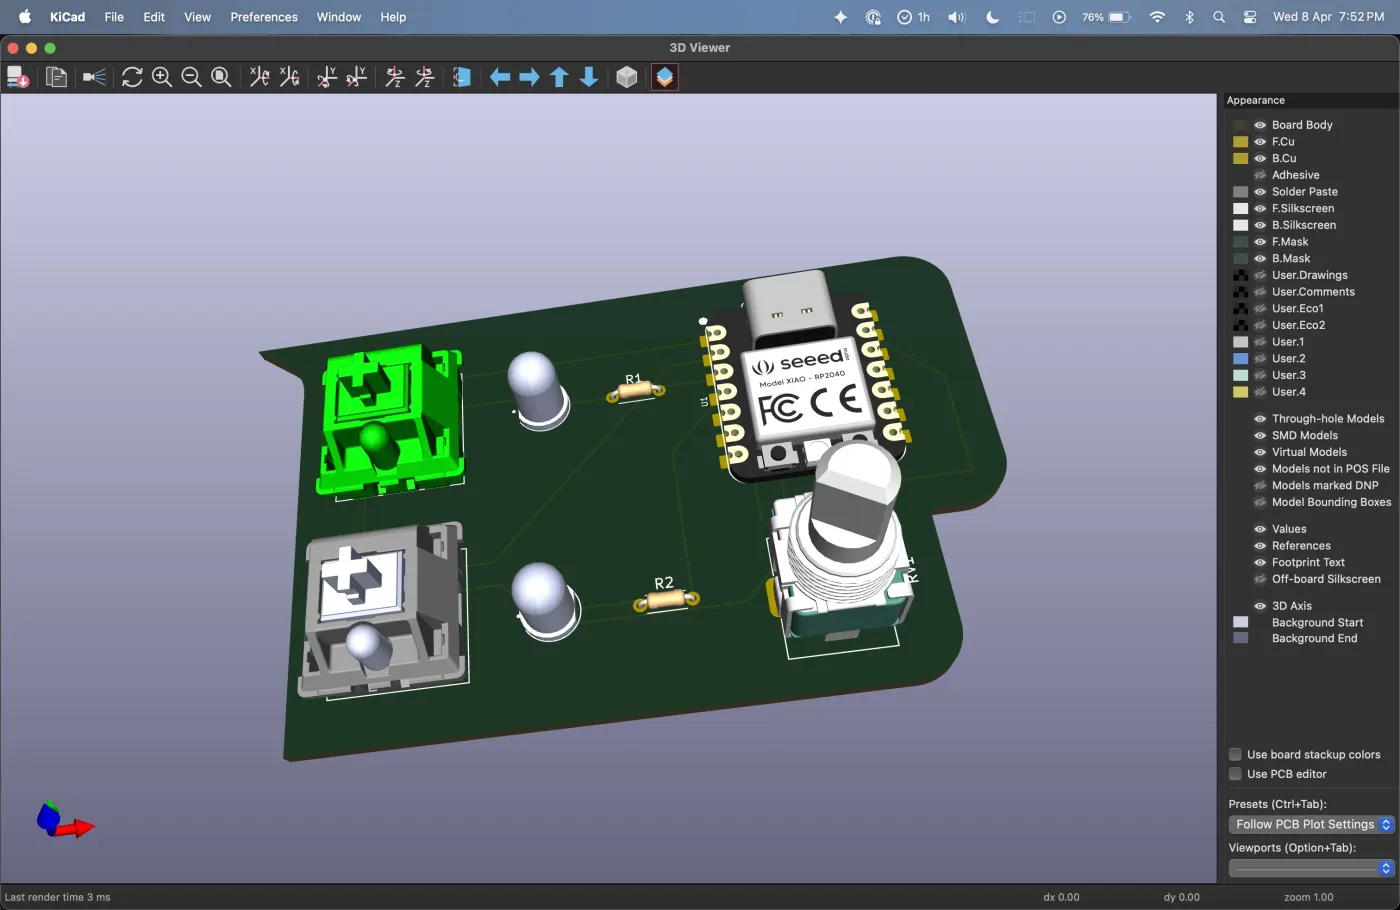 KiCad File Edit View Preferences Window Help
1h 76% Wed 8 Apr 7:52 PM
3D Viewer
Appearance
Board Body
F.Cu
B.Cu
Adhesive
Solder Paste
F.Silkscreen
B.Silkscreen
F.Mask
B.Mask
User.Drawings
User.Comments
User.Eco1
User.Eco2
User.1
User.2
User.3
User.4
Through-hole Models
SMD Models
Virtual Models
Models not in POS File
Models marked DNP
Model Bounding Boxes
Values
References
Footprint Text
Off-board Silkscreen
3D Axis
Background Start
Background End
Use board stackup colors
Use PCB editor
Presets (Ctrl+Tab):
Follow PCB Plot Settings
Viewports (Option+Tab):
R1
U1
seeed studio
Model XIAO - RP2040
FCC CE
R2
RV1
Last render time 3 ms dx 0.00 dy 0.00 zoom 1.00